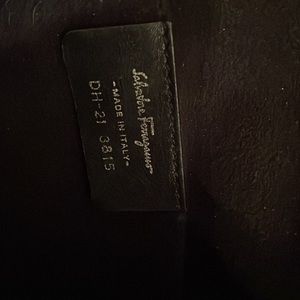 Salvatore Ferragamo
-MADE IN ITALY-
DH-21 3815